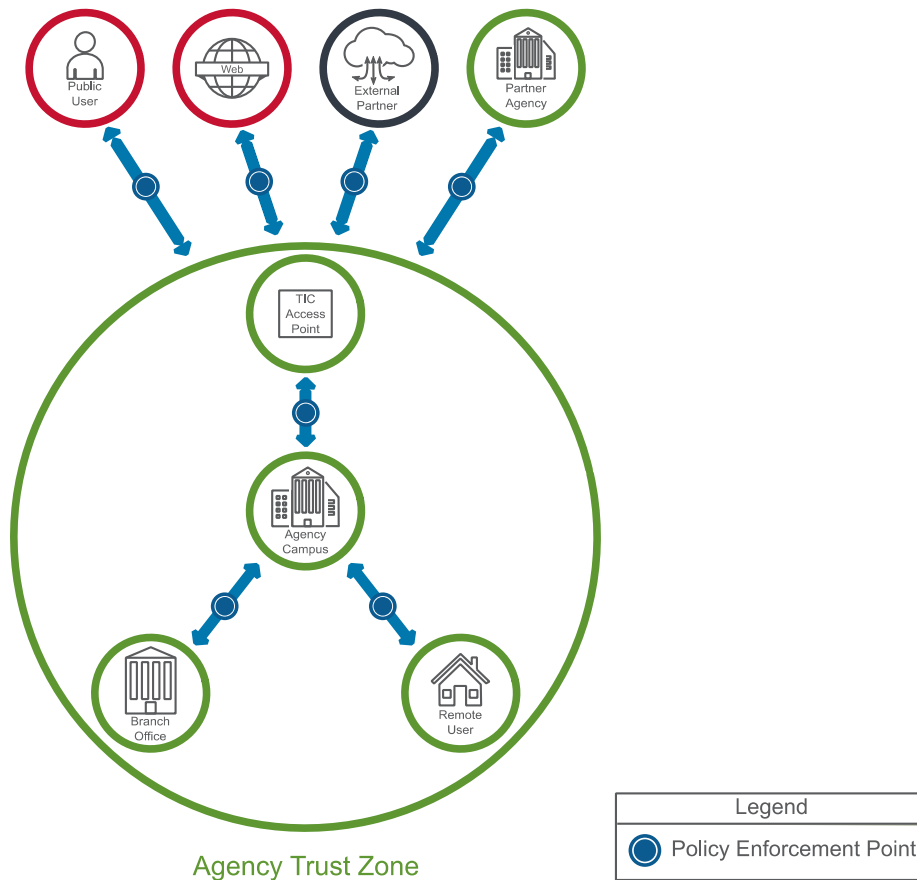 Public
User
Web
External
Partner
Partner
Agency
TIC
Access
Point
Agency
Campus
Branch
Office
Remote
User
Agency Trust Zone
Legend
Policy Enforcement Point